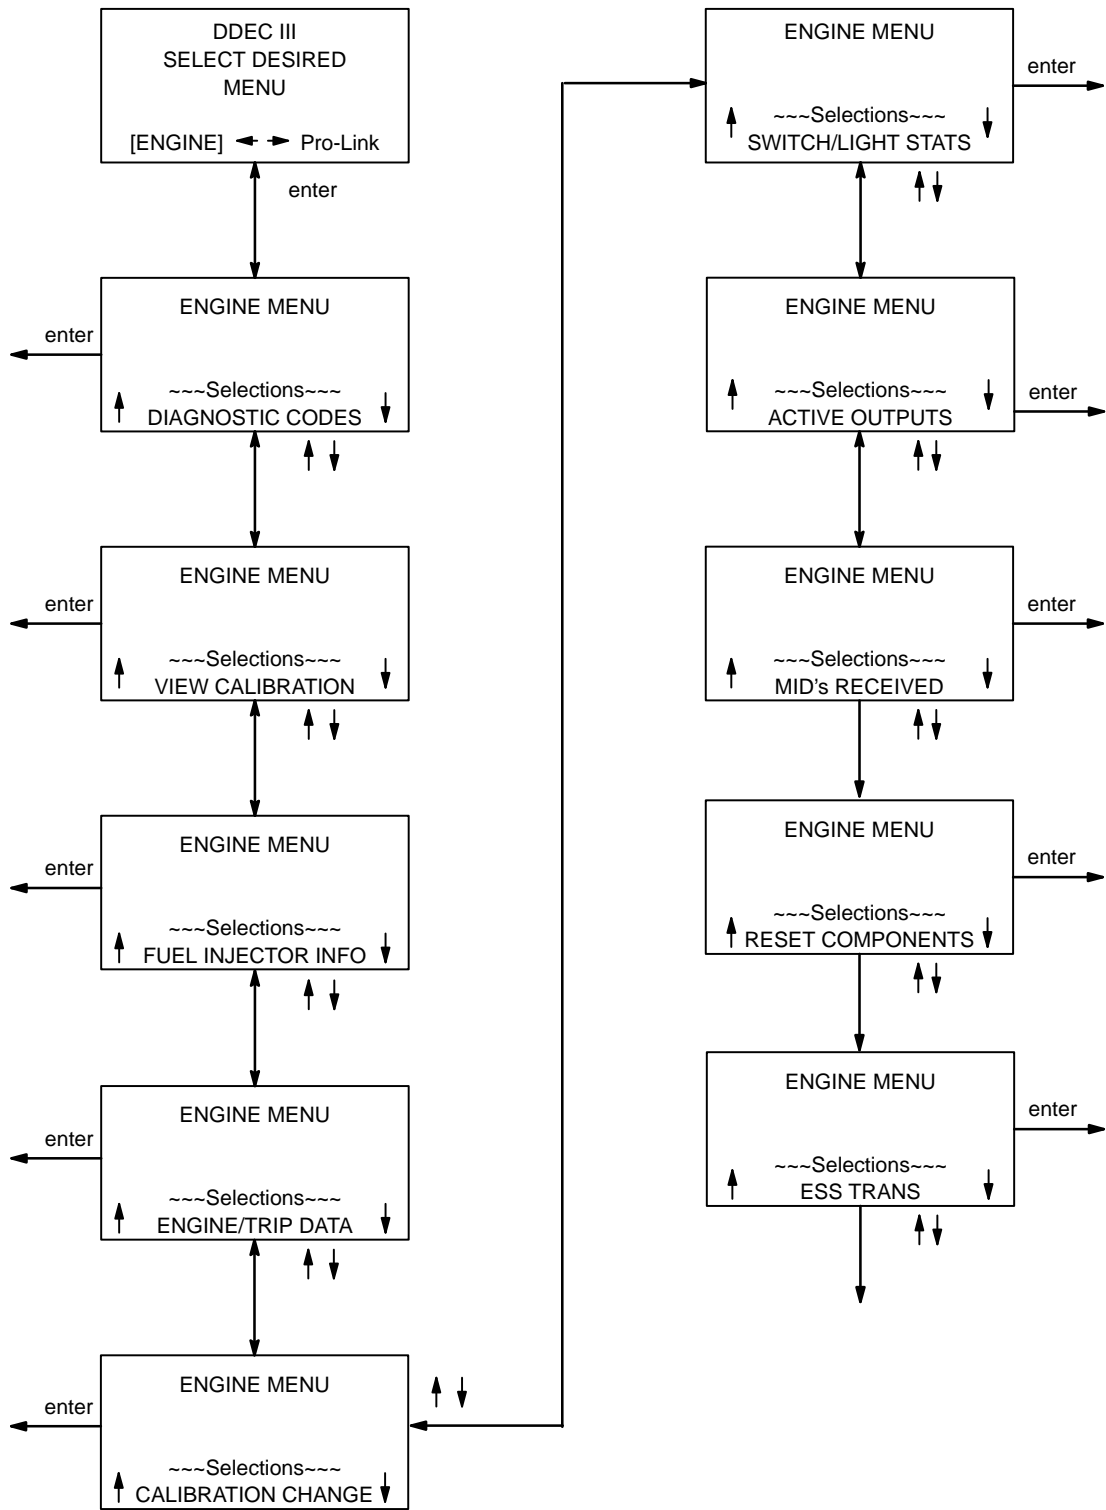 DDEC III
SELECT DESIRED
MENU
[ENGINE] Pro-Link
enter
ENGINE MENU
enter
~~~Selections~~~
DIAGNOSTIC CODES
ENGINE MENU
enter
~~~Selections~~~
VIEW CALIBRATION
ENGINE MENU
enter
~~~Selections~~~
FUEL INJECTOR INFO
ENGINE MENU
enter
~~~Selections~~~
ENGINE/TRIP DATA
ENGINE MENU
enter
~~~Selections~~~
CALIBRATION CHANGE
ENGINE MENU
enter
~~~Selections~~~
SWITCH/LIGHT STATS
ENGINE MENU
~~~Selections~~~
enter
ACTIVE OUTPUTS
ENGINE MENU
enter
~~~Selections~~~
MID's RECEIVED
ENGINE MENU
enter
~~~Selections~~~
RESET COMPONENTS
ENGINE MENU
enter
~~~Selections~~~
ESS TRANS